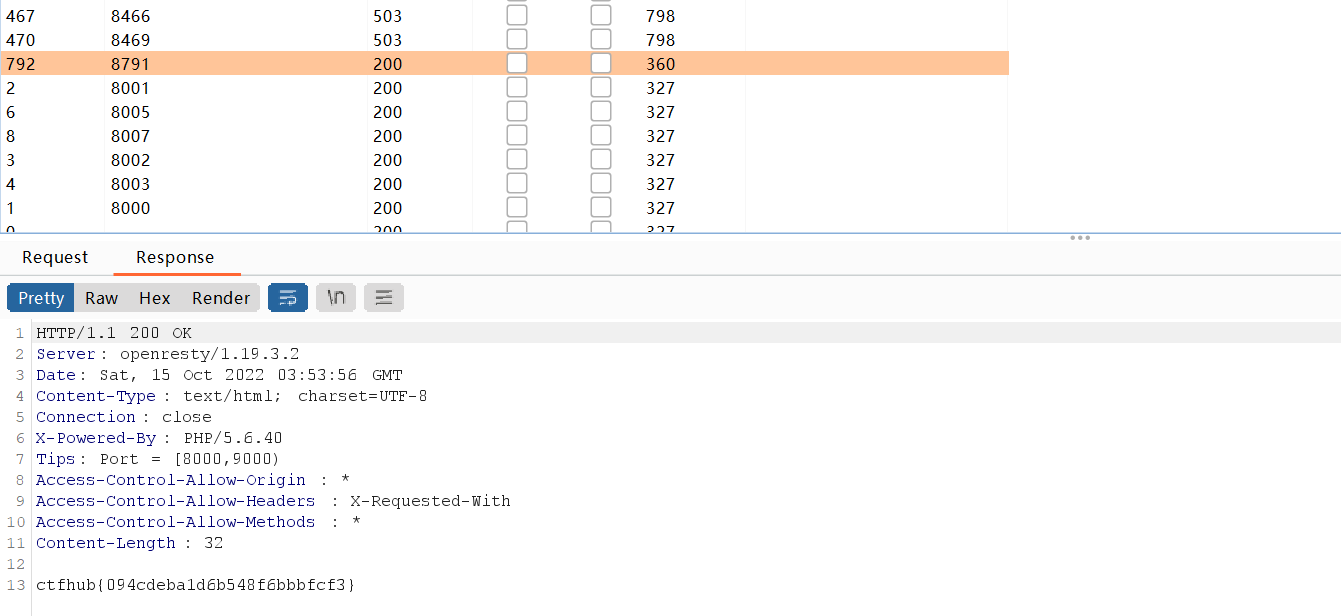 467 8466 503 798
470 8469 503 798
792 8791 200 360
2 8001 200 327
6 8005 200 327
8 8007 200 327
3 8002 200 327
4 8003 200 327
1 8000 200 327
0 200 327
Request Response
Pretty Raw Hex Render \n
1 HTTP/1.1 200 OK
2 Server: openresty/1.19.3.2
3 Date: Sat, 15 Oct 2022 03:53:56 GMT
4 Content-Type: text/html; charset=UTF-8
5 Connection: close
6 X-Powered-By: PHP/5.6.40
7 Tips: Port = [8000,9000)
8 Access-Control-Allow-Origin : *
9 Access-Control-Allow-Headers : X-Requested-With
10 Access-Control-Allow-Methods : *
11 Content-Length : 32
12
13 ctfhub{094cdeba1d6b548f6bbbfcf3}